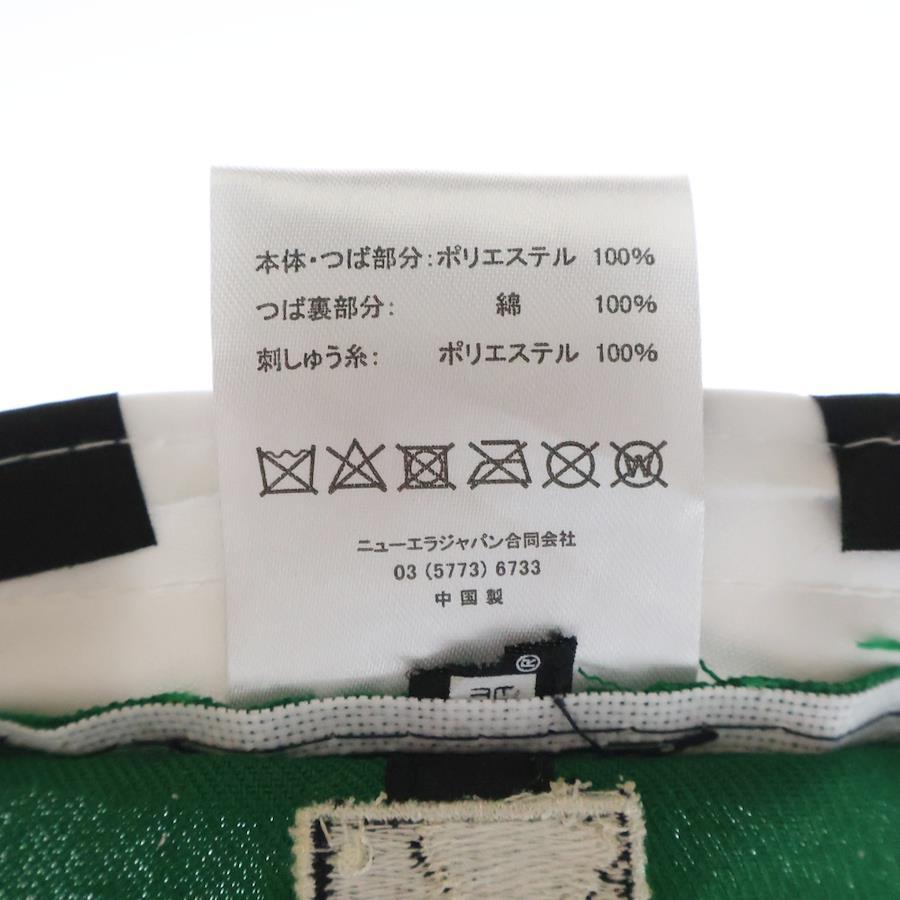 本体・つば部分：ポリエステル 100%
つば裏部分： 綿 100%
刺しゅう糸： ポリエステル 100%
W
ニューエラジャパン合同会社
03 (5773) 6733
中国製
®